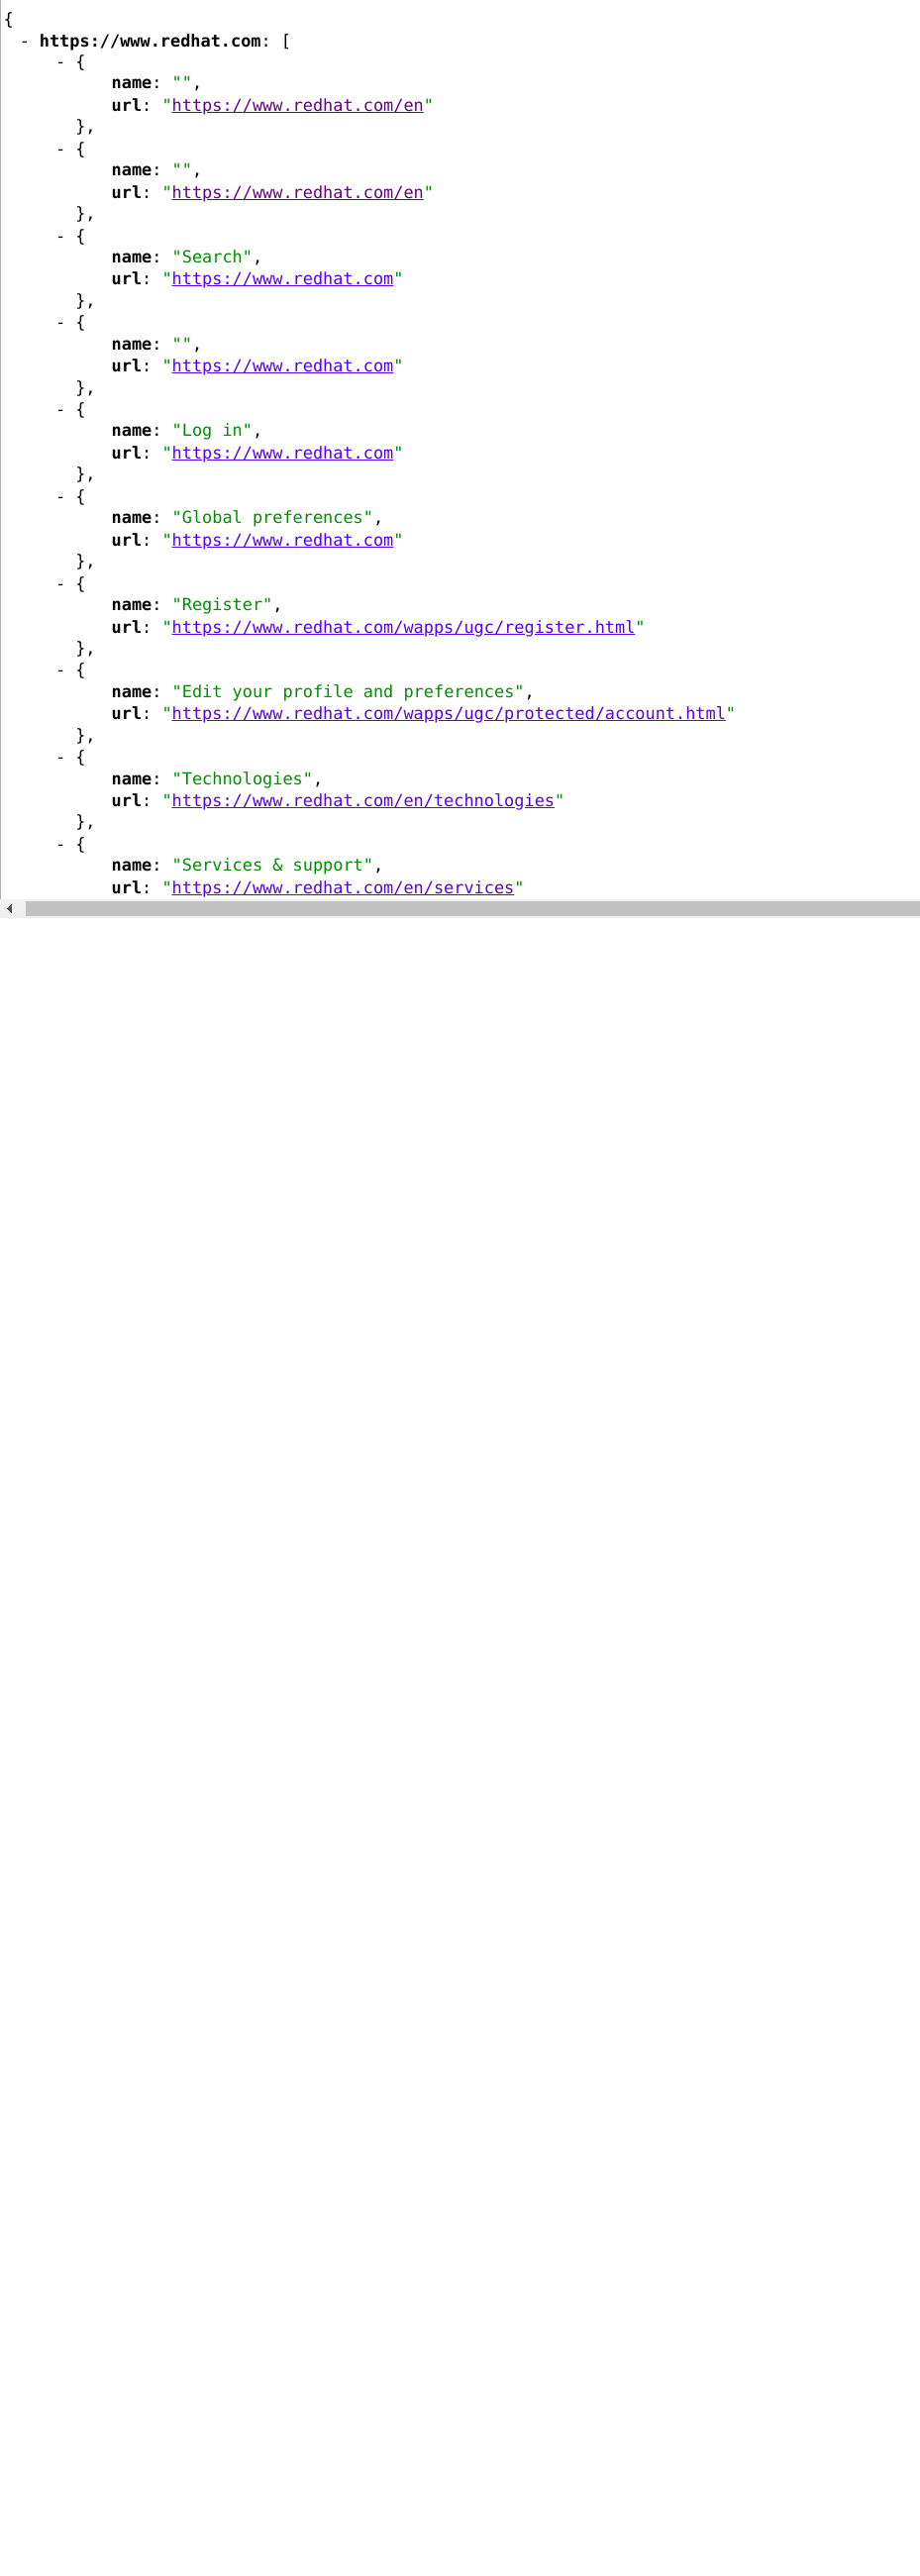 {
- https://www.redhat.com: [
- {
name: "",
url: "https://www.redhat.com/en"
},
- {
name: "",
url: "https://www.redhat.com/en"
},
- {
name: "Search",
url: "https://www.redhat.com"
},
- {
name: "",
url: "https://www.redhat.com"
},
- {
name: "Log in",
url: "https://www.redhat.com"
},
- {
name: "Global preferences",
url: "https://www.redhat.com"
},
- {
name: "Register",
url: "https://www.redhat.com/wapps/ugc/register.html"
},
- {
name: "Edit your profile and preferences",
url: "https://www.redhat.com/wapps/ugc/protected/account.html"
},
- {
name: "Technologies",
url: "https://www.redhat.com/en/technologies"
},
- {
name: "Services & support",
url: "https://www.redhat.com/en/services"